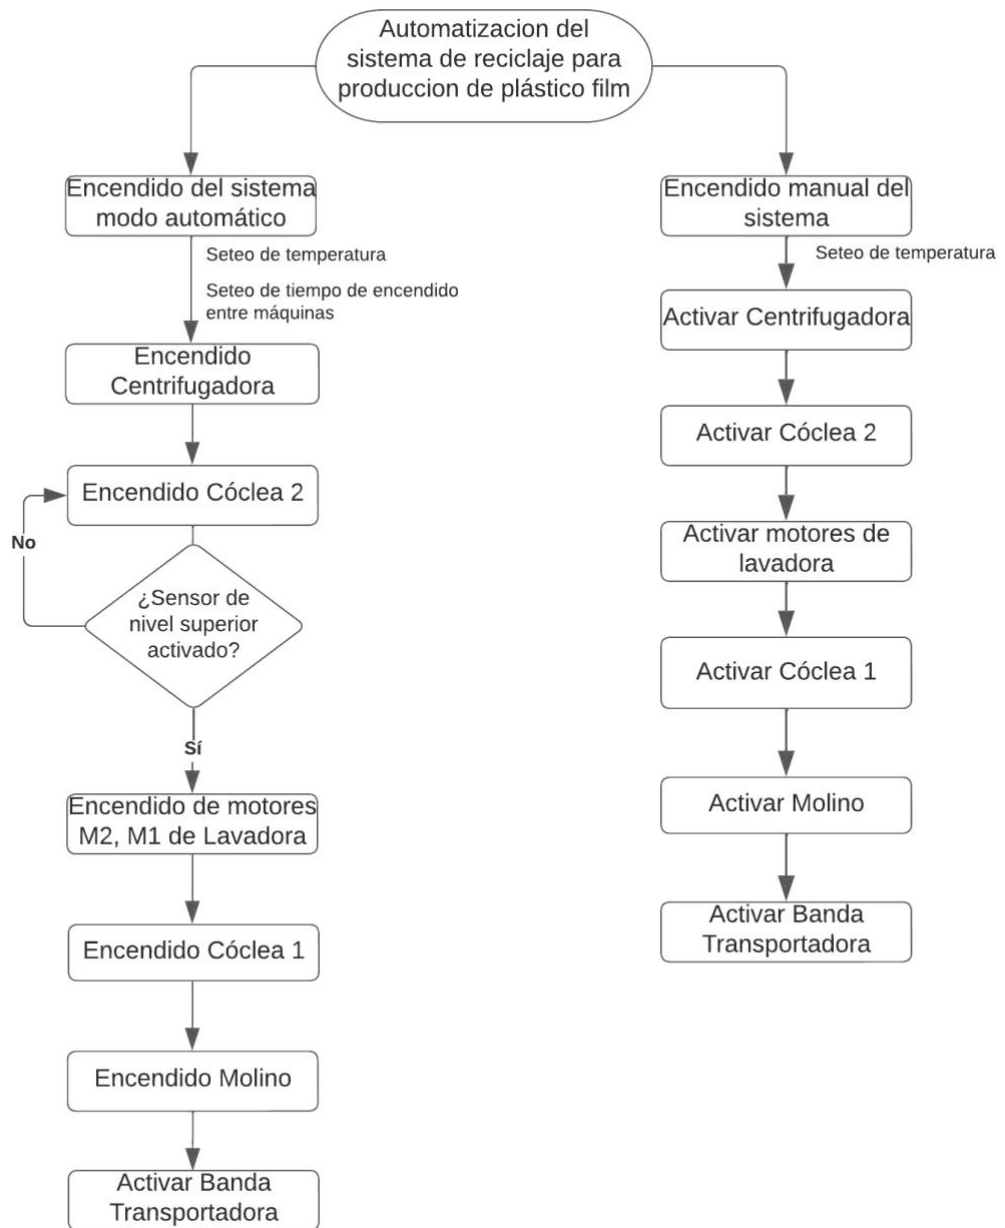 Automatizacion del
sistema de reciclaje para
produccion de plástico film
Encendido del sistema
modo automático
Seteo de temperatura
Seteo de tiempo de encendido
entre máquinas
Encendido
Centrifugadora
Encendido Cóclea 2
No
¿Sensor de
nivel superior
activado?
Sí
Encendido de motores
M2, M1 de Lavadora
Encendido Cóclea 1
Encendido Molino
Activar Banda
Transportadora
Encendido manual del
sistema
Seteo de temperatura
Activar Centrifugadora
Activar Cóclea 2
Activar motores de
lavadora
Activar Cóclea 1
Activar Molino
Activar Banda
Transportadora